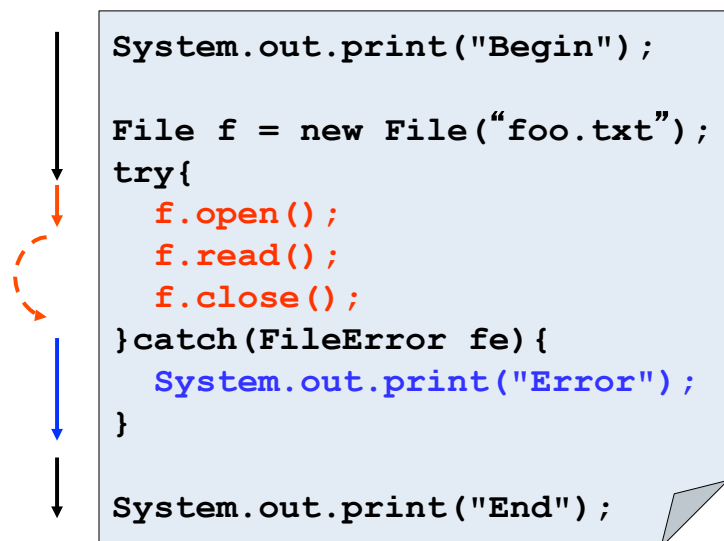 System.out.print("Begin");
File f = new File(“foo.txt”);
try{
f.open();
f.read();
f.close();
}catch(FileError fe){
System.out.print("Error");
}
System.out.print("End");